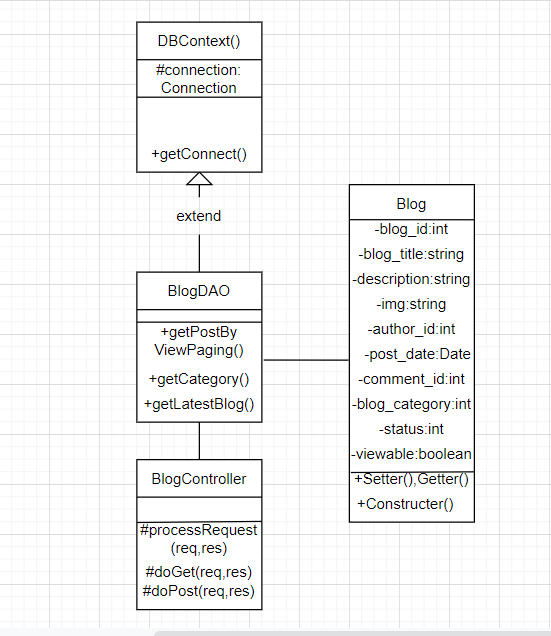 DBContext()
#connection:
Connection
+getConnect()
extend
BlogDAO
+getPostBy
ViewPaging()
+getCategory()
+getLatestBlog()
BlogController
#processRequest
(req,res)
#doGet(req,res)
#doPost(req,res)
Blog
-blog_id:int
-blog_title:string
-description:string
-img:string
-author_id:int
-post_date:Date
-comment_id:int
-blog_category:int
-status:int
-viewable:boolean
+Setter(),Getter()
+Constructer()